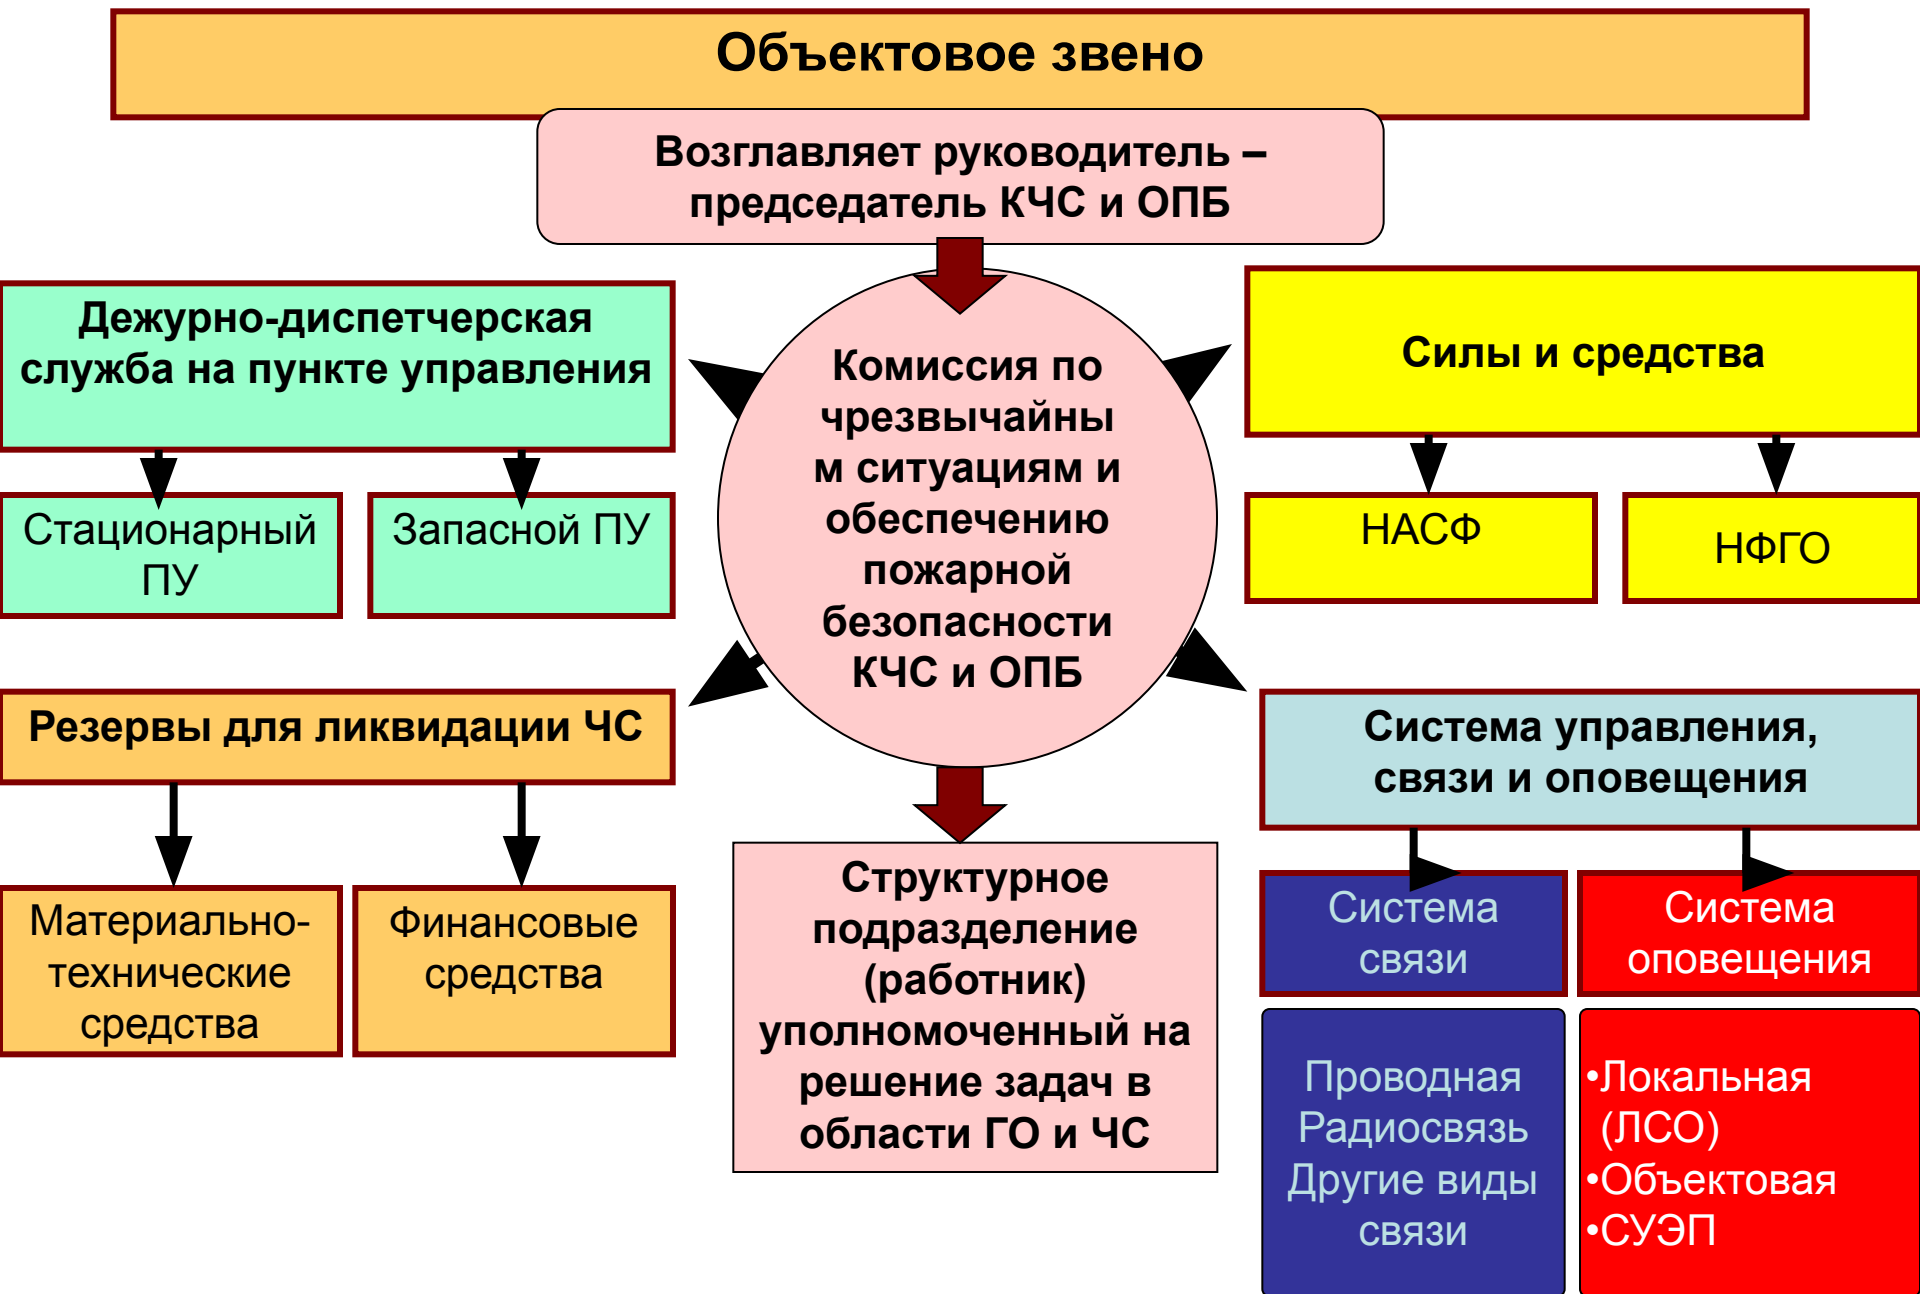 Объектовое звено
Возглавляет руководитель –
председатель КЧС и ОПБ
Дежурно-диспетчерская
служба на пункте управления
Стационарный
ПУ
Запасной ПУ
Комиссия по
чрезвычайны
м ситуациям и
обеспечению
пожарной
безопасности
КЧС и ОПБ
Силы и средства
НАСФ
НФГО
Резервы для ликвидации ЧС
Материально-
технические
средства
Финансовые
средства
Структурное
подразделение
(работник)
уполномоченный на
решение задач в
области ГО и ЧС
Система управления,
связи и оповещения
Система
связи
Система
оповещения
Проводная
Радиосвязь
Другие виды
связи
•Локальная
(ЛСО)
•Объектовая
•СУЭП